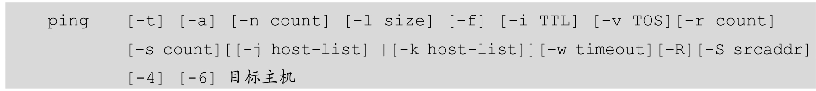 ping [-t] [-a] [-n count] [-l size] [-f] [-i TTL] [-v TOS][-r count]
[-s count][[-j host-list] |[-k host-list]][-w timeout][-R][-S srcaddr]
[-4] [-6] 目标主机